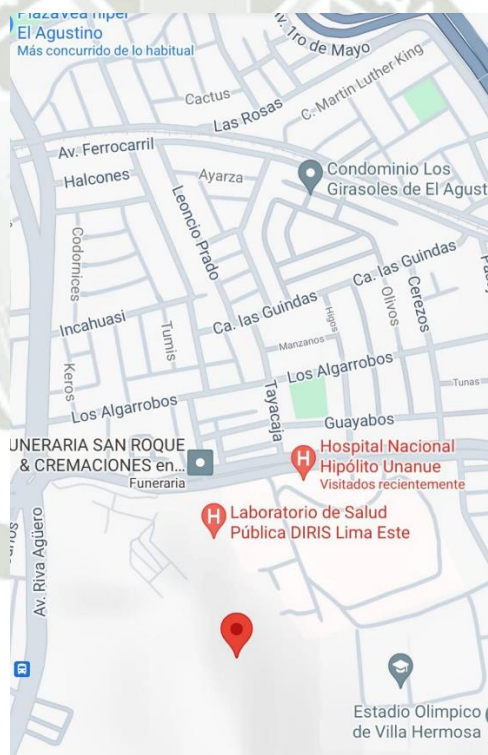 Plazavea hiper
El Agustino
Más concurrido de lo habitual
Av. 1ro de Mayo
C. Martin Luther King
Cactus
Las Rosas
Av. Ferrocarril
Halcones
Ayarza
Condominio Los
Girasoles de El Agust
Leoncio Prado
Codornices
Ca. las Guindas
Ca. las Guindas
Olivos
Cerezos
Higos
Incahuasi
Tumis
Manzanos
Keros
Los Algarrobos
Tunas
Tayacaja
Los Algarrobos
Guayabos
UNERARIA SAN ROQUE
& CREMACIONES en...
Funeraria
Hospital Nacional
Hipólito Unanue
Visitados recientemente
Laboratorio de Salud
Pública DIRIS Lima Este
Av. Riva Agüero
Estadio Olimpico
de Villa Hermosa